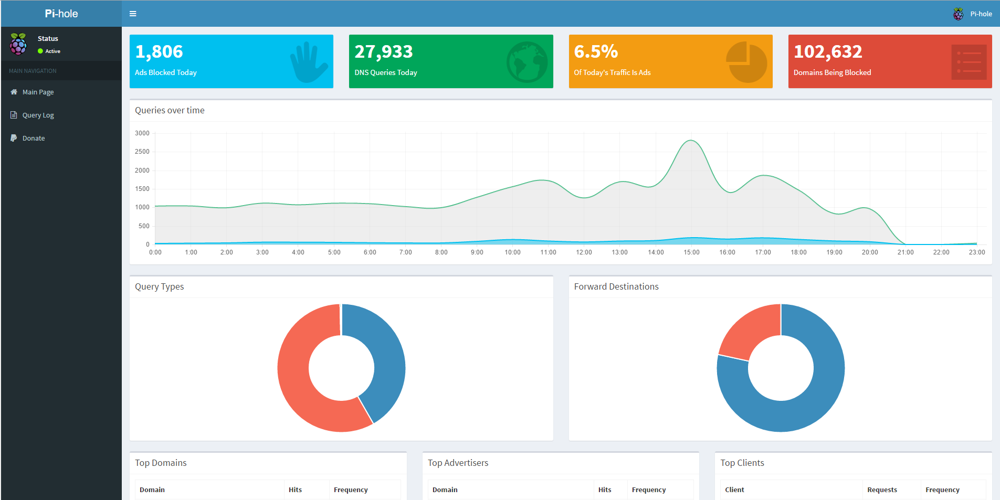 Pi-hole
Pi-hole
Status
Active
MAIN NAVIGATION
Main Page
Query Log
Donate
1,806
Ads Blocked Today
27,933
DNS Queries Today
6.5%
Of Today's Traffic Is Ads
102,632
Domains Being Blocked
Queries over time
3000
2500
2000
1500
1000
500
0
0:00 1:00 2:00 3:00 4:00 5:00 6:00 7:00 8:00 9:00 10:00 11:00 12:00 13:00 14:00 15:00 16:00 17:00 18:00 19:00 20:00 21:00 22:00 23:00
Query Types
Forward Destinations
Top Domains
Domain Hits Frequency
Top Advertisers
Domain Hits Frequency
Top Clients
Client Requests Frequency